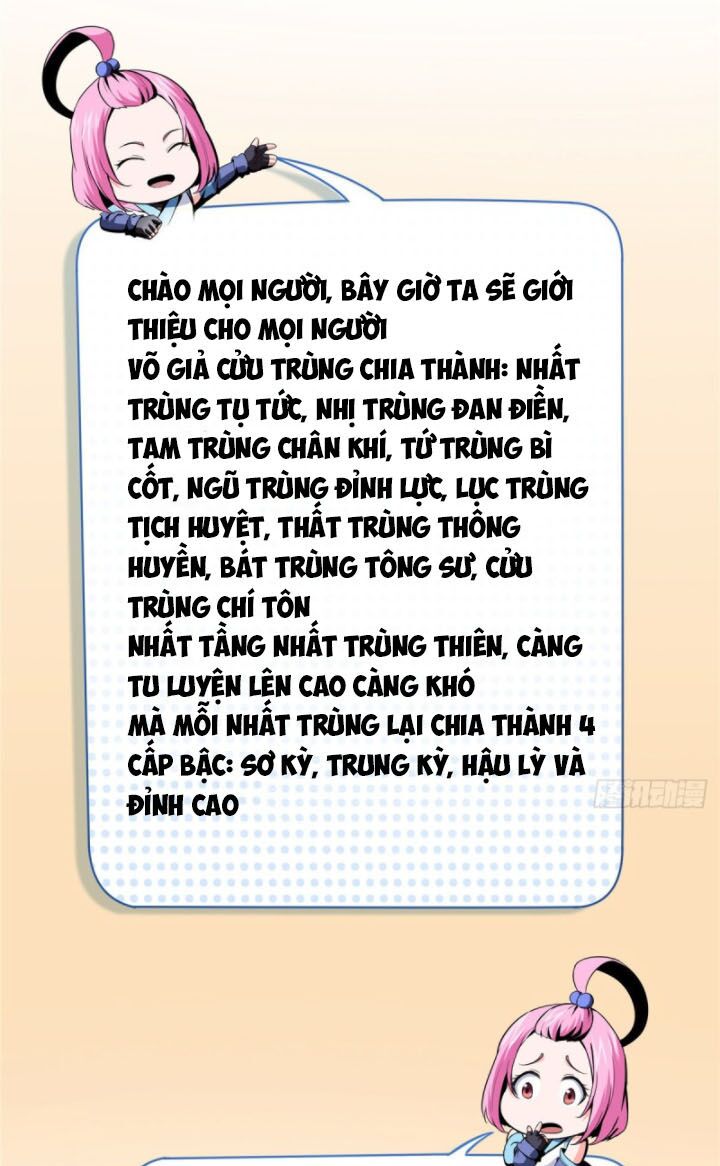 CHÀO MỌI NGƯỜI, BÂY GIỜ TA SẼ GIỚI
THIỆU CHO MỌI NGƯỜI
VÕ GIẢ CỬU TRÙNG CHIA THÀNH: NHẤT
TRÙNG TỤ TỨC, NHỊ TRÙNG ĐAN ĐIỀN,
TAM TRÙNG CHÂN KHÍ, TỨ TRÙNG BÌ
CỐT, NGŨ TRÙNG ĐỈNH LỰC, LỤC TRÙNG
TỊCH HUYỆT, THẤT TRÙNG THÔNG
HUYỀN, BÁT TRÙNG TÔNG SƯ, CỬU
TRÙNG CHÍ TÔN
NHẤT TẦNG NHẤT TRÙNG THIÊN, CÀNG
TU LUYỆN LÊN CAO CÀNG KHÓ
MÀ MỖI NHẤT TRÙNG LẠI CHIA THÀNH 4
CẤP BẬC: SƠ KỲ, TRUNG KỲ, HẬU LỲ VÀ
ĐỈNH CAO
腾讯动漫